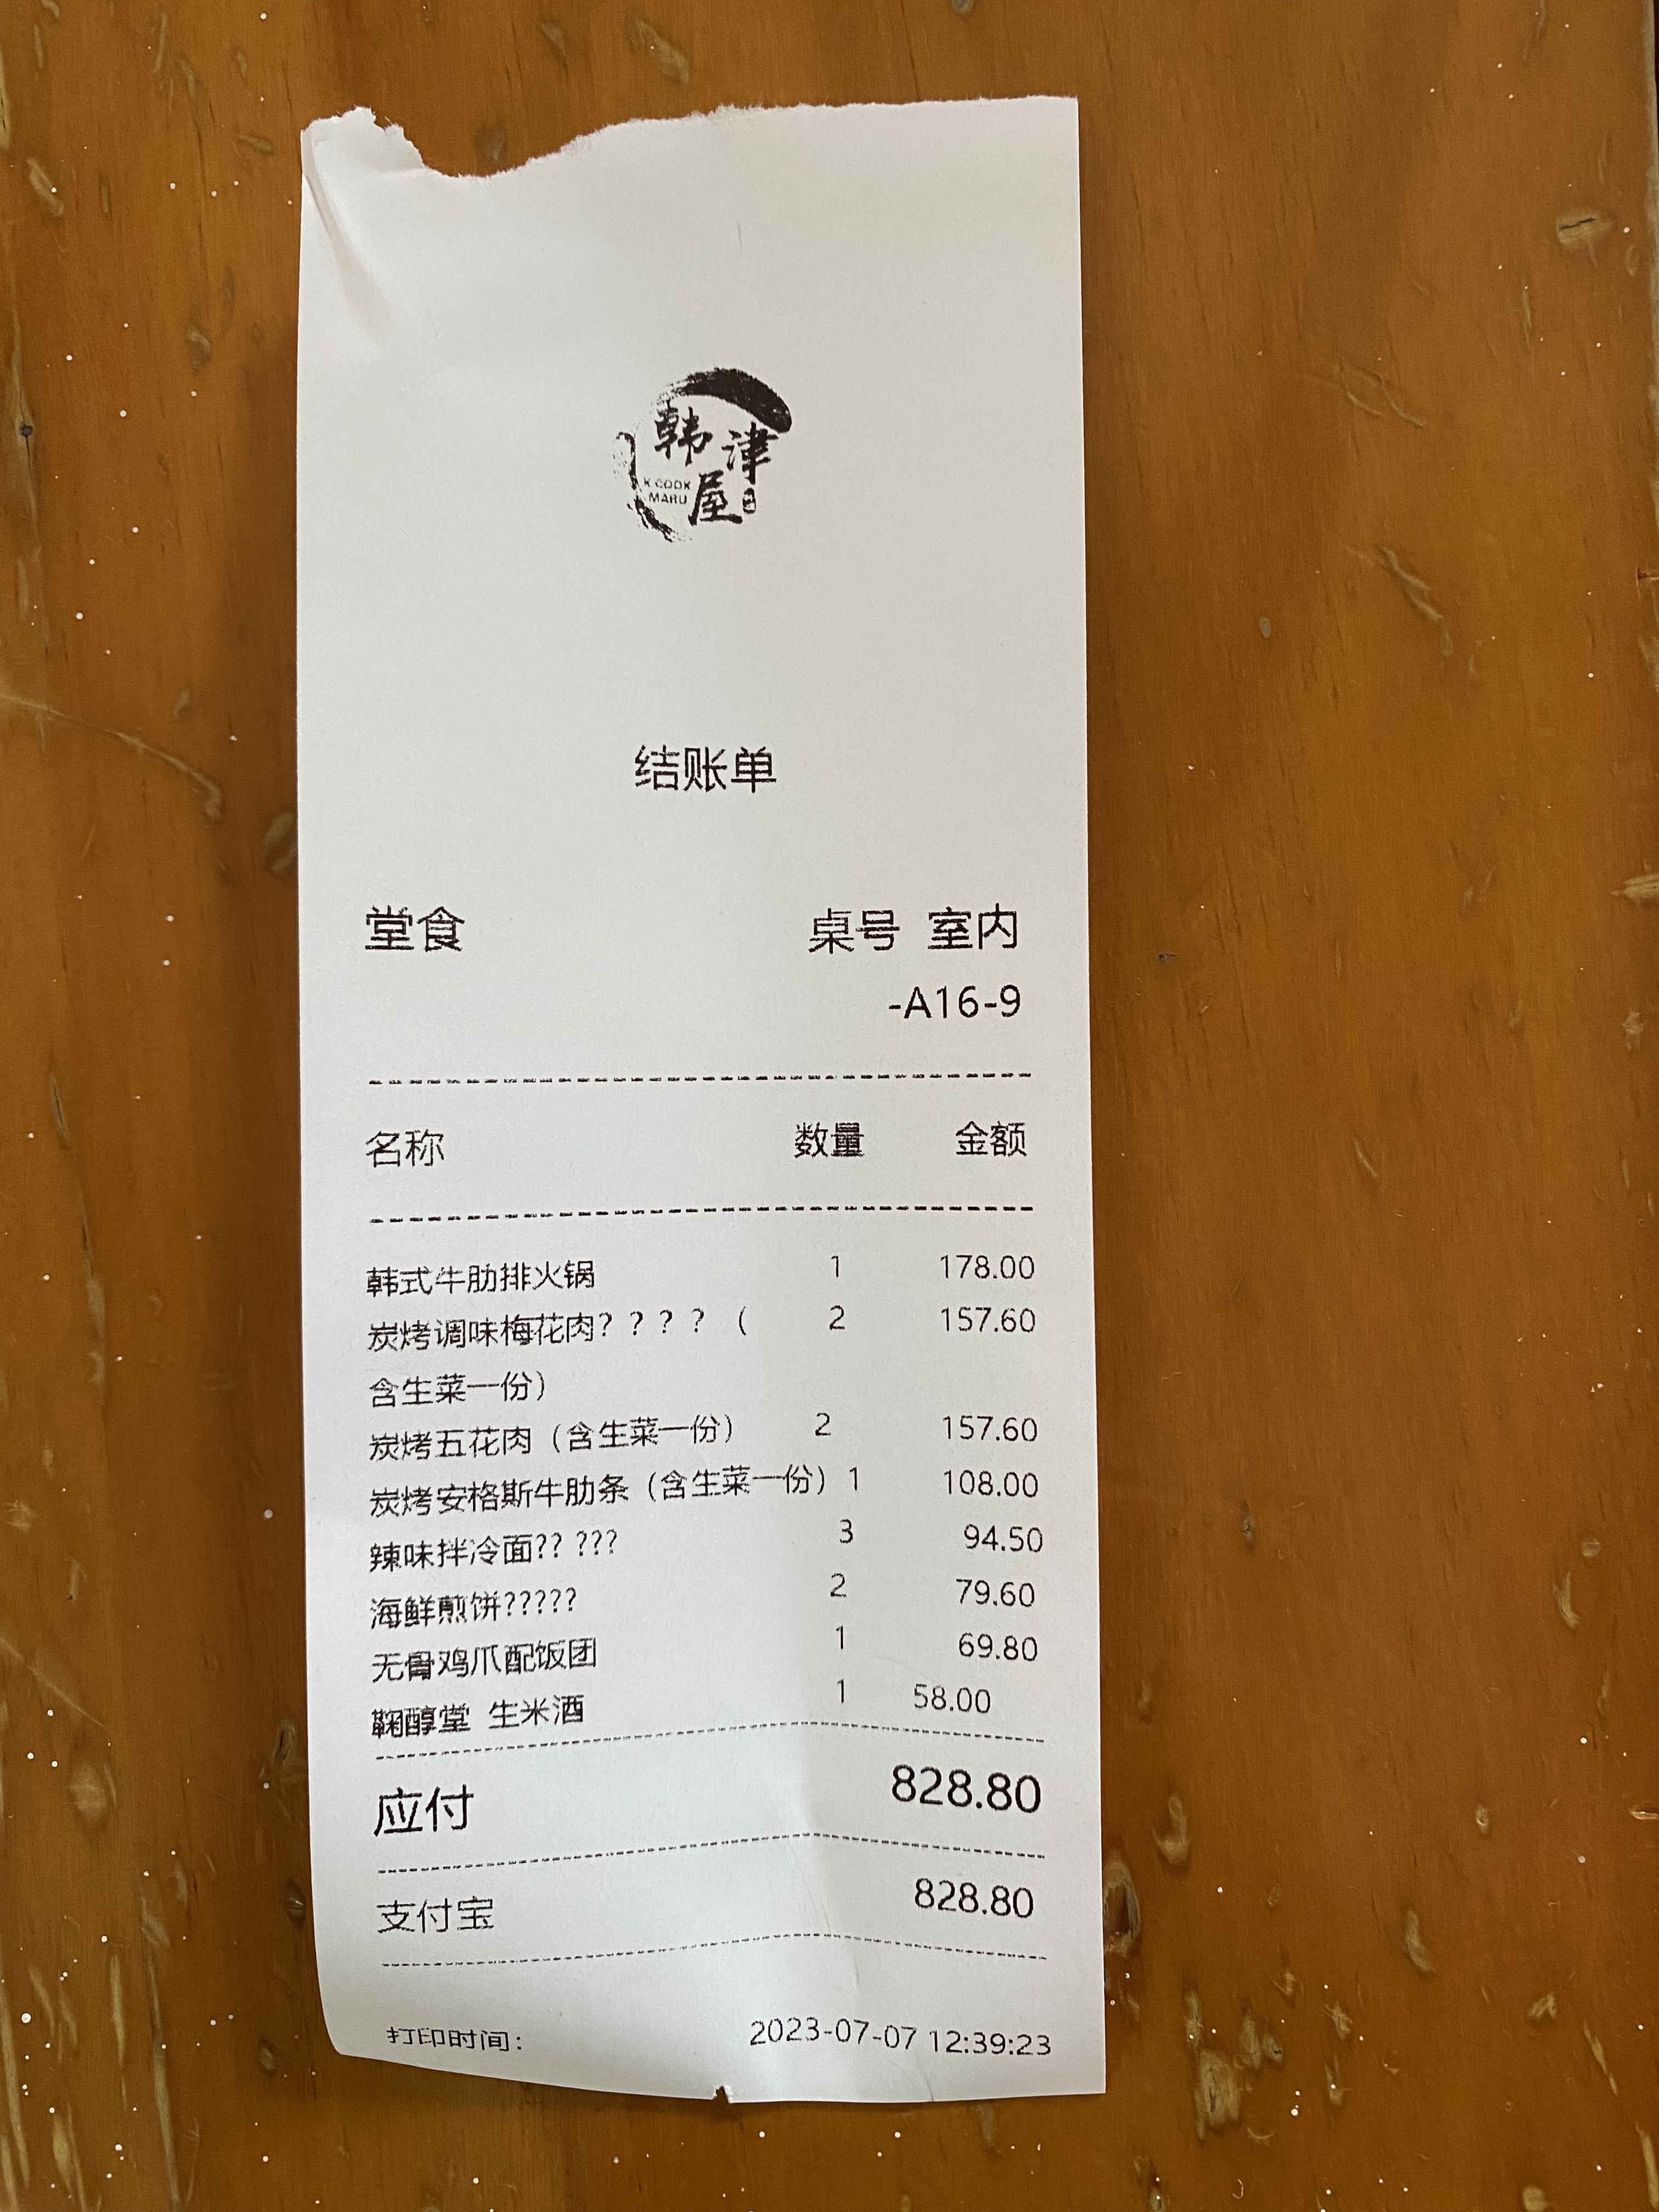 韩津屋
K COOK
MARU
结账单
堂食 桌号 室内
-A16-9
名称 数量 金额
韩式牛肋排火锅 1 178.00
炭烤调味梅花肉？？？？（ 2 157.60
含生菜一份）
炭烤五花肉（含生菜一份） 2 157.60
炭烤安格斯牛肋条（含生菜一份） 1 108.00
辣味拌冷面?? ??? 3 94.50
海鲜煎饼????? 2 79.60
无骨鸡爪配饭团 1 69.80
鞠醇堂 生米酒 1 58.00
应付 828.80
支付宝 828.80
打印时间： 2023-07-07 12:39:23